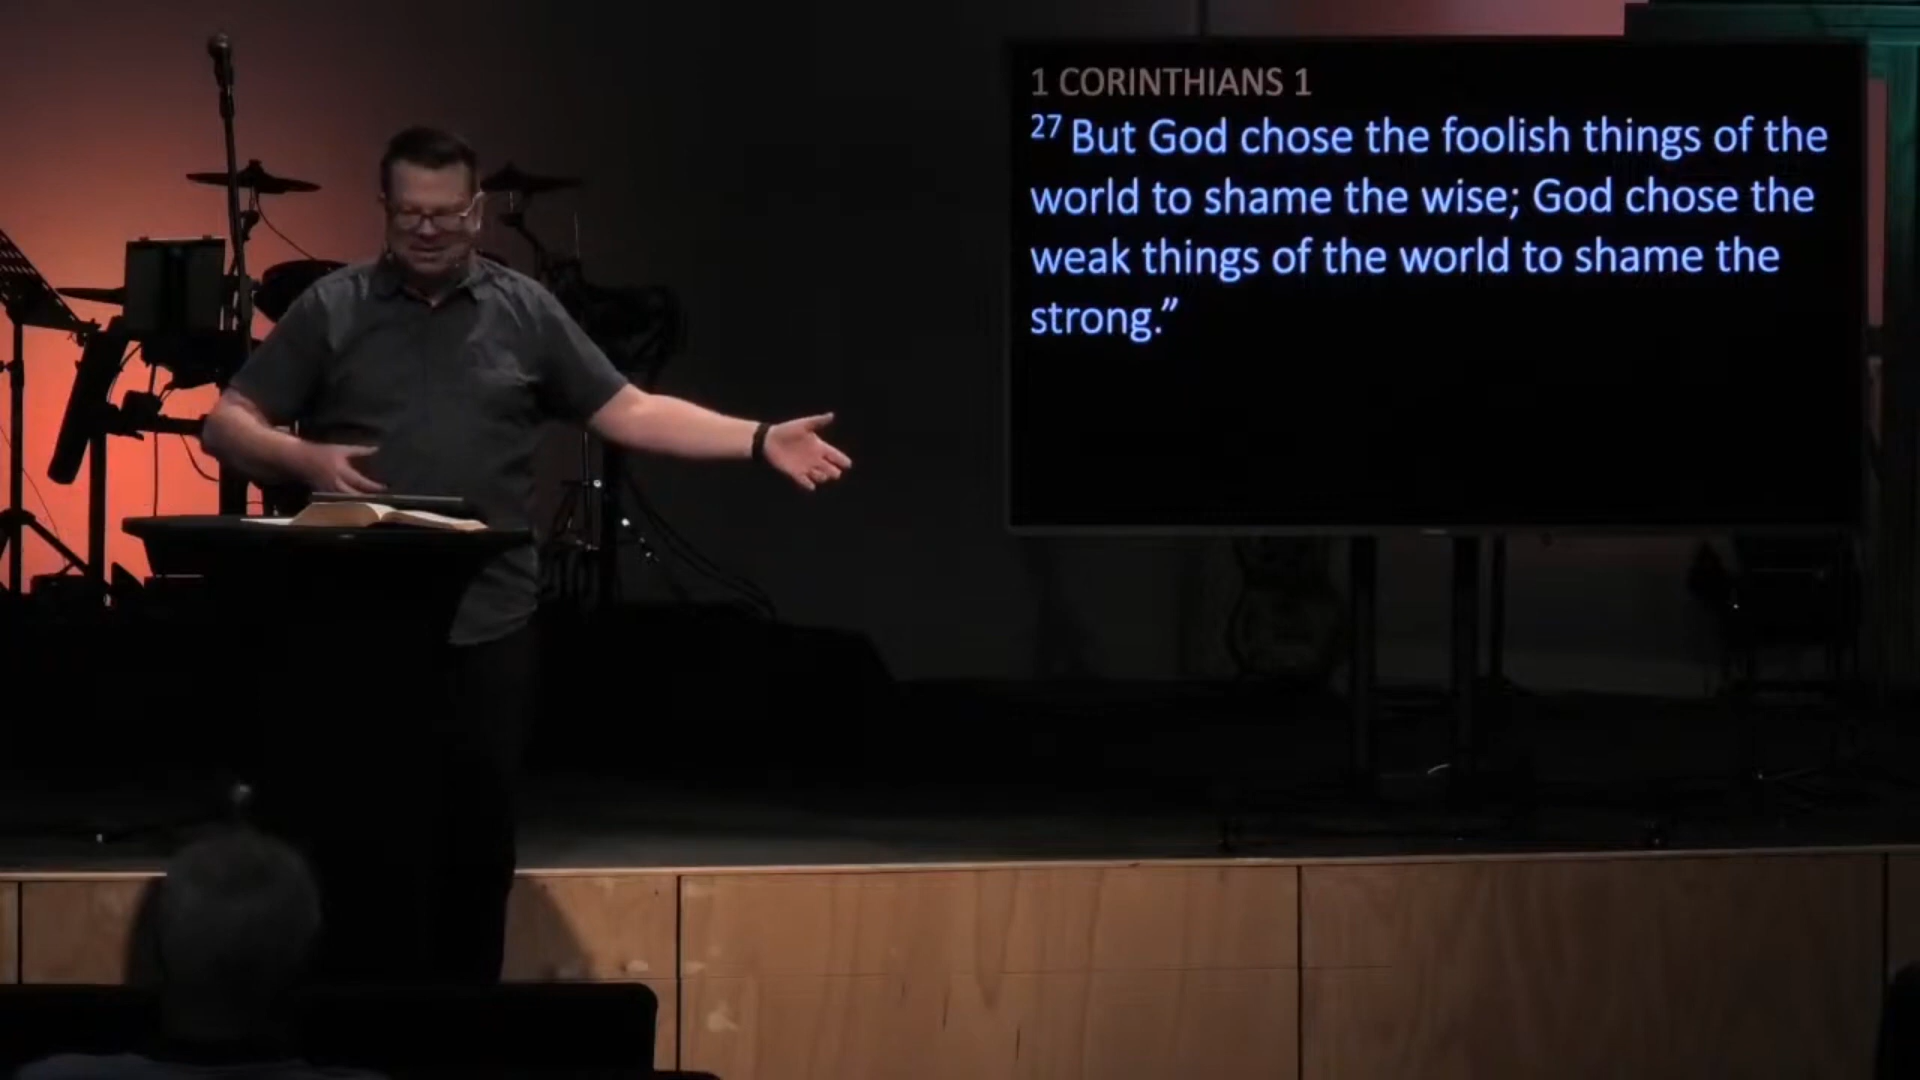 1 CORINTHIANS 1
27 But God chose the foolish things of the
world to shame the wise; God chose the
weak things of the world to shame the
strong.”